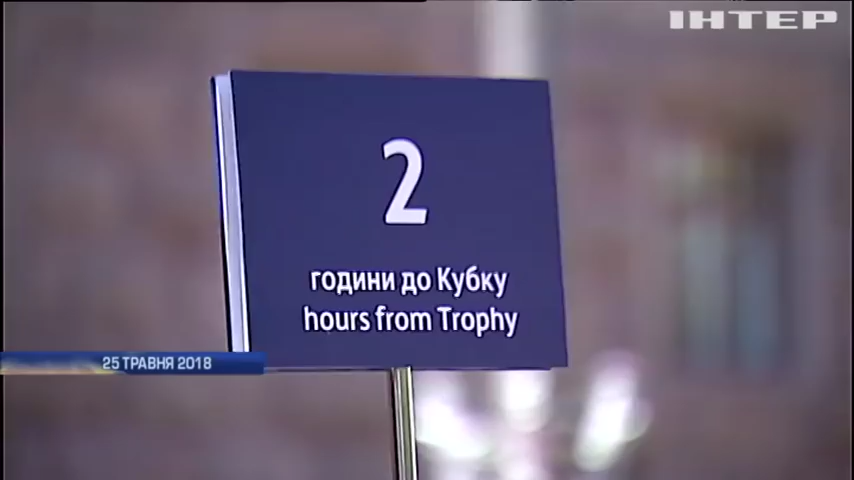 ІНТЕР
2
години до Кубку
hours from Trophy
25 ТРАВНЯ 2018